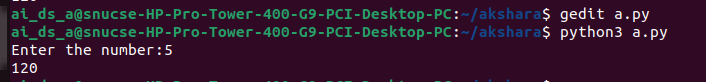 ai_ds_a@snucse-HP-Pro-Tower-400-G9-PCI-Desktop-PC:~/akshara$ gedit a.py
ai_ds_a@snucse-HP-Pro-Tower-400-G9-PCI-Desktop-PC:~/akshara$ python3 a.py
Enter the number:5
120